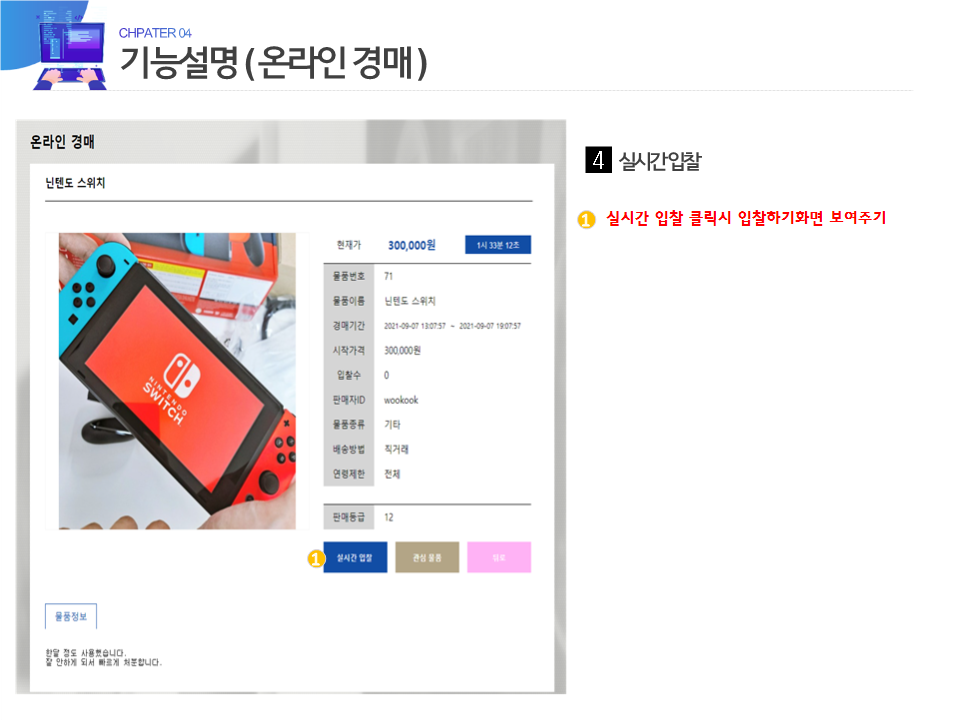 CHPATER 04
기능설명 ( 온라인 경매 )
온라인 경매
닌텐도 스위치
4 실시간 입찰
1 실시간 입찰 클릭시 입찰하기화면 보여주기
현재가 300,000원 1시 33분 12초
물품번호 71
물품이름 닌텐도 스위치
경매기간 2021-09-07 13:07:57 ~ 2021-09-07 19:07:57
시작가격 300,000원
입찰수 0
판매자ID wookook
물품종류 기타
배송방법 직거래
연령제한 전체
판매등급 12
NINTENDO
SWITCH
1 실시간 입찰 관심 물품
물품정보
한달 정도 사용했습니다.
잘 안하게 되서 빠르게 처분합니다.